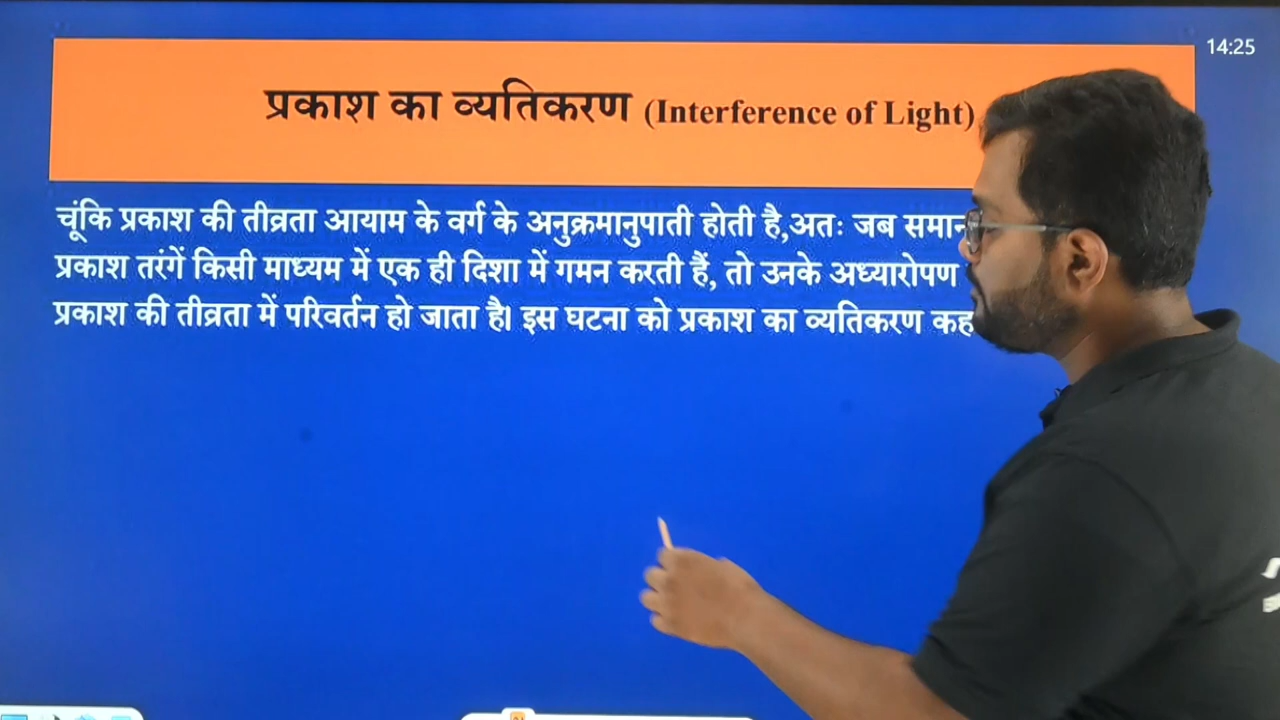 14:25
प्रकाश का व्यतिकरण (Interference of Light)
चूंकि प्रकाश की तीव्रता आयाम के वर्ग के अनुक्रमानुपाती होती है,अतः जब समान
प्रकाश तरंगें किसी माध्यम में एक ही दिशा में गमन करती हैं, तो उनके अध्यारोपण
प्रकाश की तीव्रता में परिवर्तन हो जाता है। इस घटना को प्रकाश का व्यतिकरण